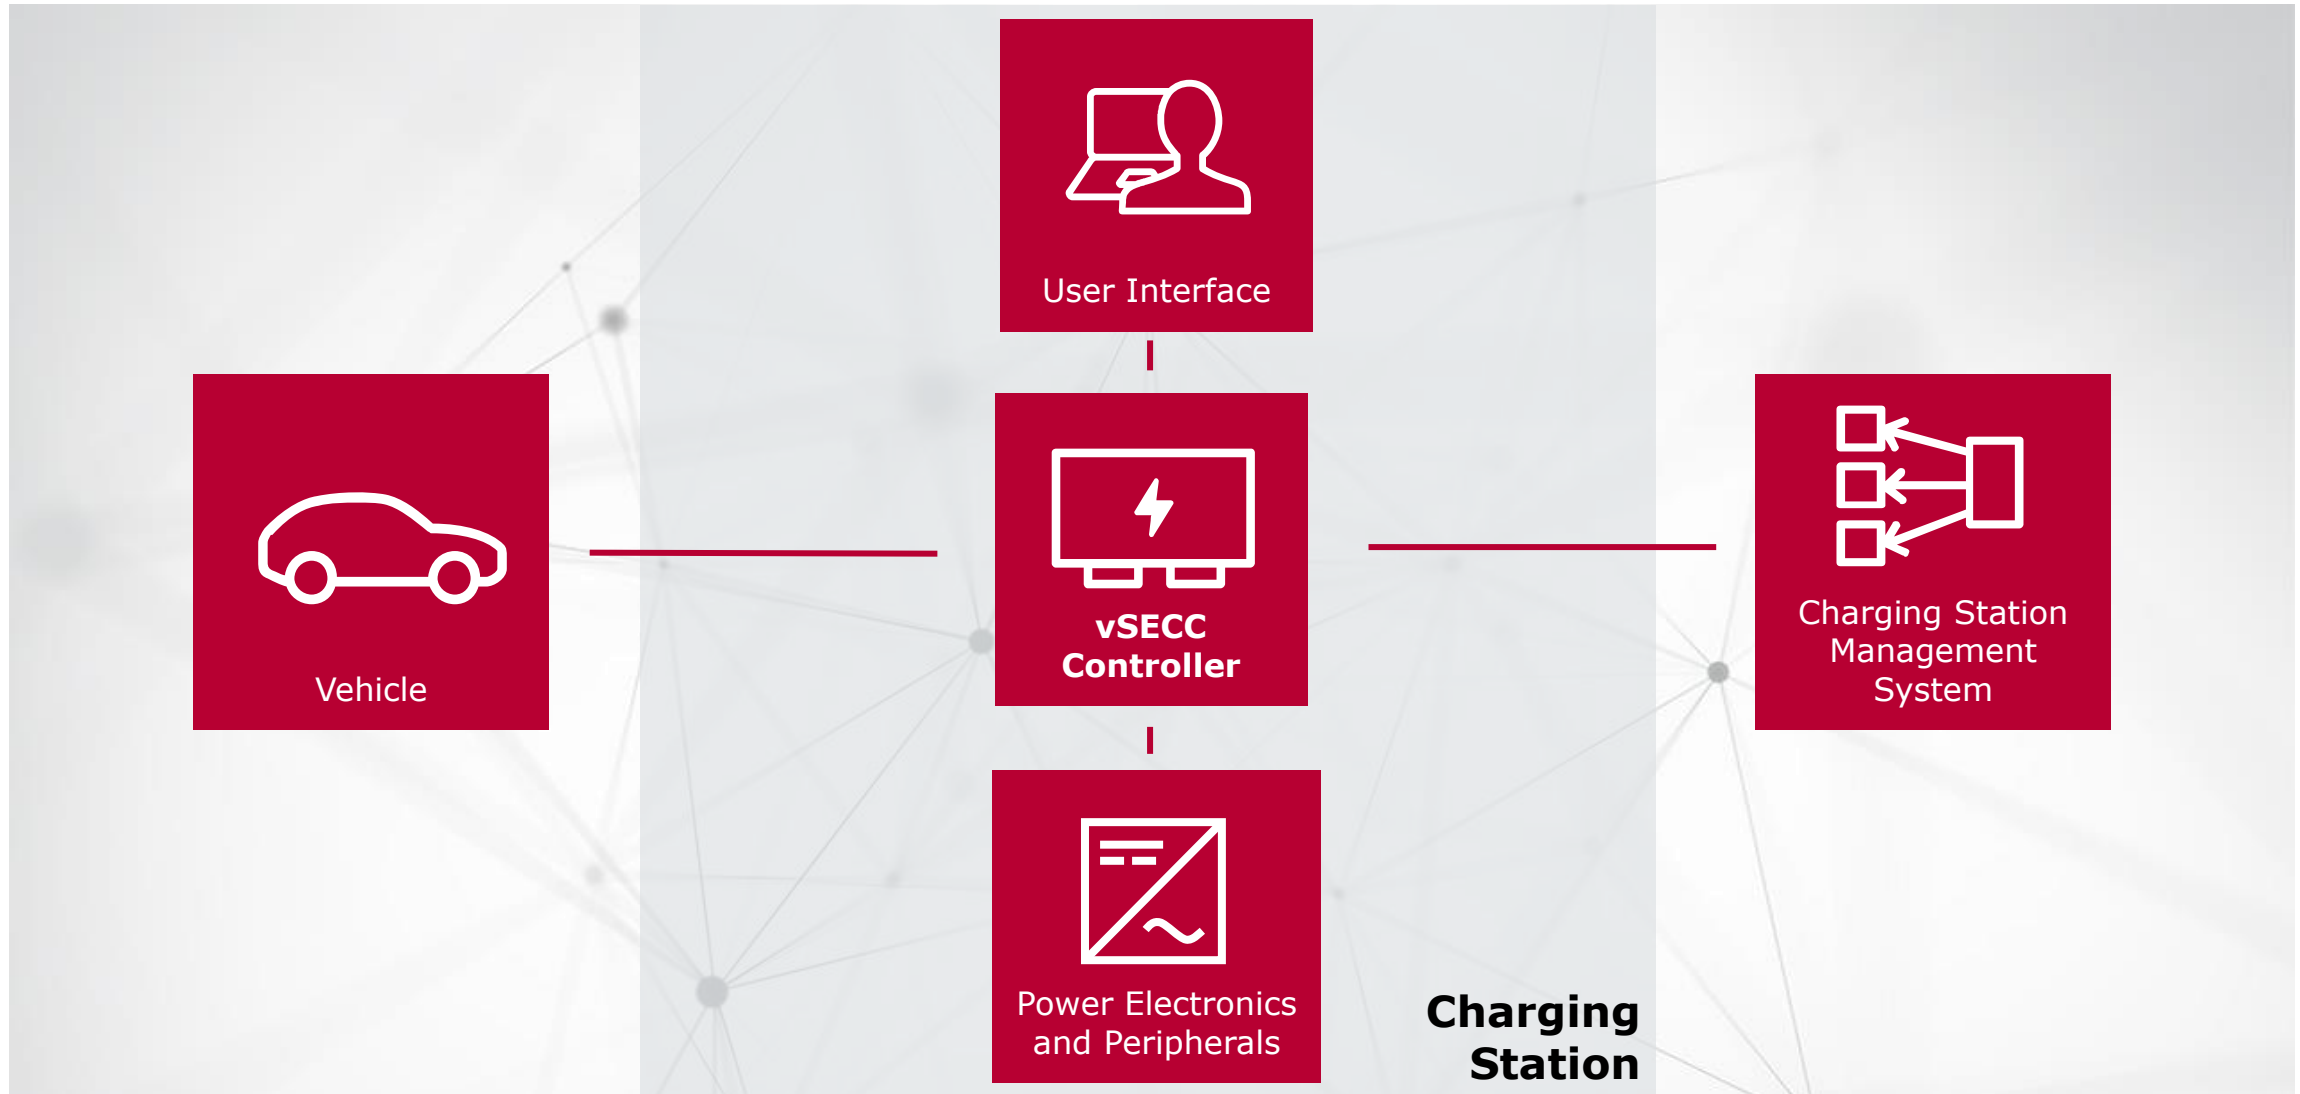 User Interface
Vehicle
vSECC
Controller
Charging Station
Management
System
Power Electronics
and Peripherals
Charging
Station